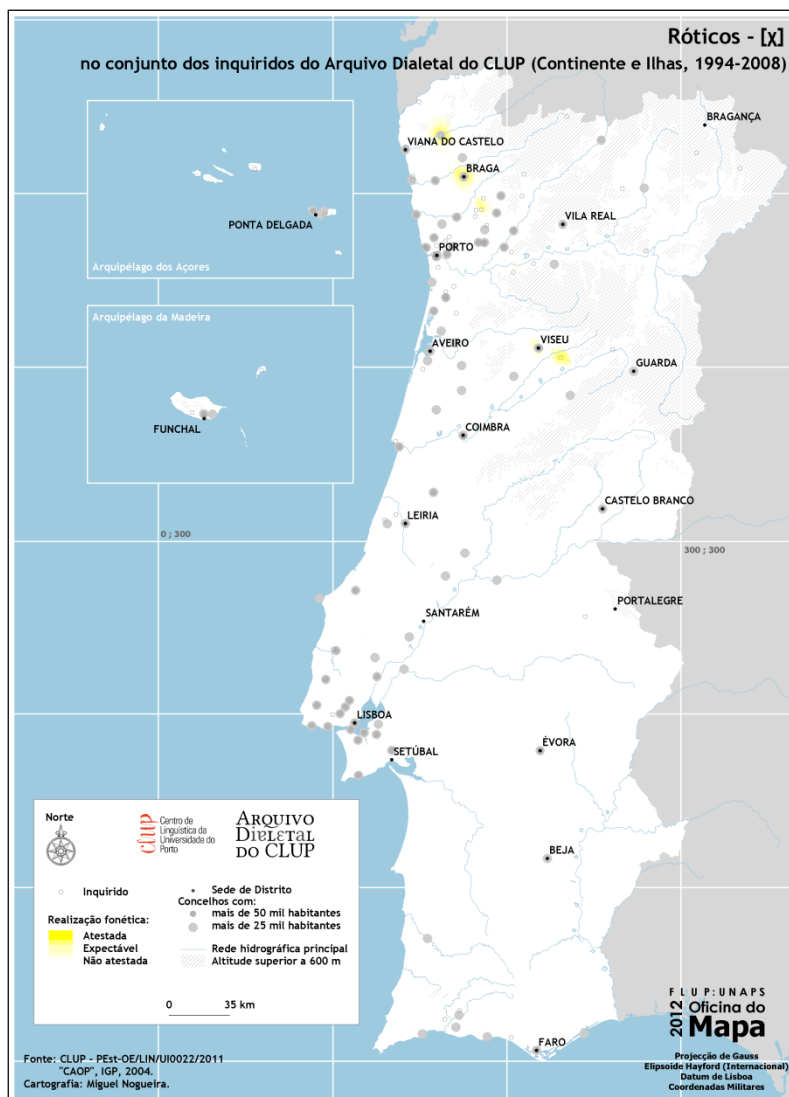 Róticos - [χ]
no conjunto dos inquiridos do Arquivo Dialetal do CLUP (Continente e Ilhas, 1994-2008)
BRAGANÇA
VIANA DO CASTELO
BRAGA
PONTA DELGADA
VILA REAL
PORTO
Arquipélago dos Açores
Arquipélago da Madeira
AVEIRO
VISEU
GUARDA
FUNCHAL
COIMBRA
CASTELO BRANCO
LEIRIA
0 ; 300
300 ; 300
PORTALEGRE
SANTARÉM
LISBOA
ÉVORA
SETÚBAL
BEJA
FARO
Norte
clup
Centro de
Linguística da
Universidade do
Porto
ARQUIVO
DIALETAL
DO CLUP
Inquirido
Realização fonética:
Atestada
Expectável
Não atestada
Sede de Distrito
Concelhos com:
mais de 50 mil habitantes
mais de 25 mil habitantes
Rede hidrográfica principal
Altitude superior a 600 m
0 35 km
Fonte: CLUP - PEst-OE/LIN/UI0022/2011
"CAOP", IGP, 2004.
Cartografia: Miguel Nogueira.
FLUP:UNAPS
2012 Oficina do
Mapa
Projecção de Gauss
Elipsoide Hayford (Internacional)
Datum de Lisboa
Coordenadas Militares